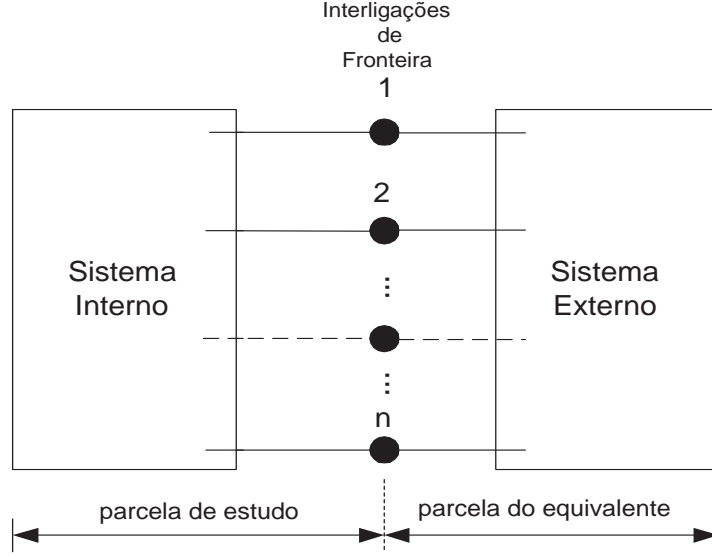 Interligações
de
Fronteira
1
2
Sistema
Interno
Sistema
Externo
...
...
n
parcela de estudo
parcela do equivalente